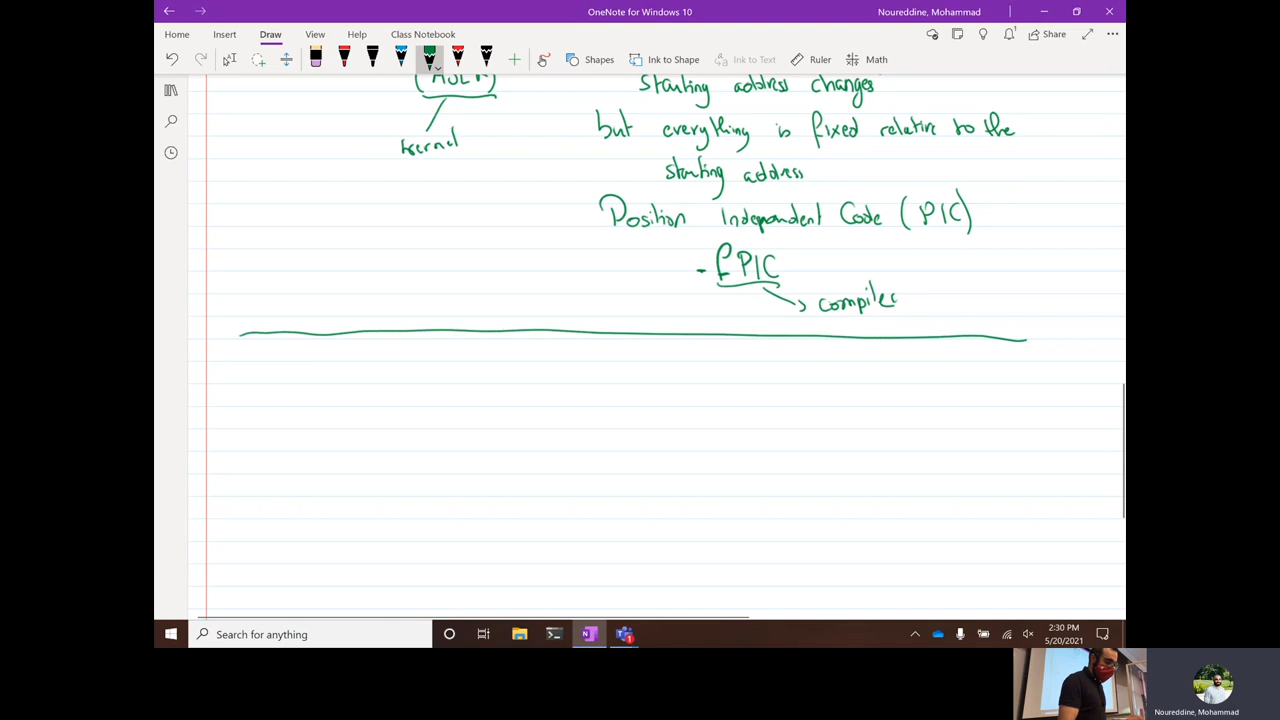 OneNote for Windows 10
Noureddine, Mohammad
Home Insert Draw View Help Class Notebook
Share
Shapes Ink to Shape Ink to Text Ruler Math
(ASLR)
kernel
starting address changes
but everything is fixed relative to the
starting address
Position Independent Code (PIC)
-fPIC
compiler
Search for anything
2:30 PM
5/20/2021
Noureddine, Mohammad